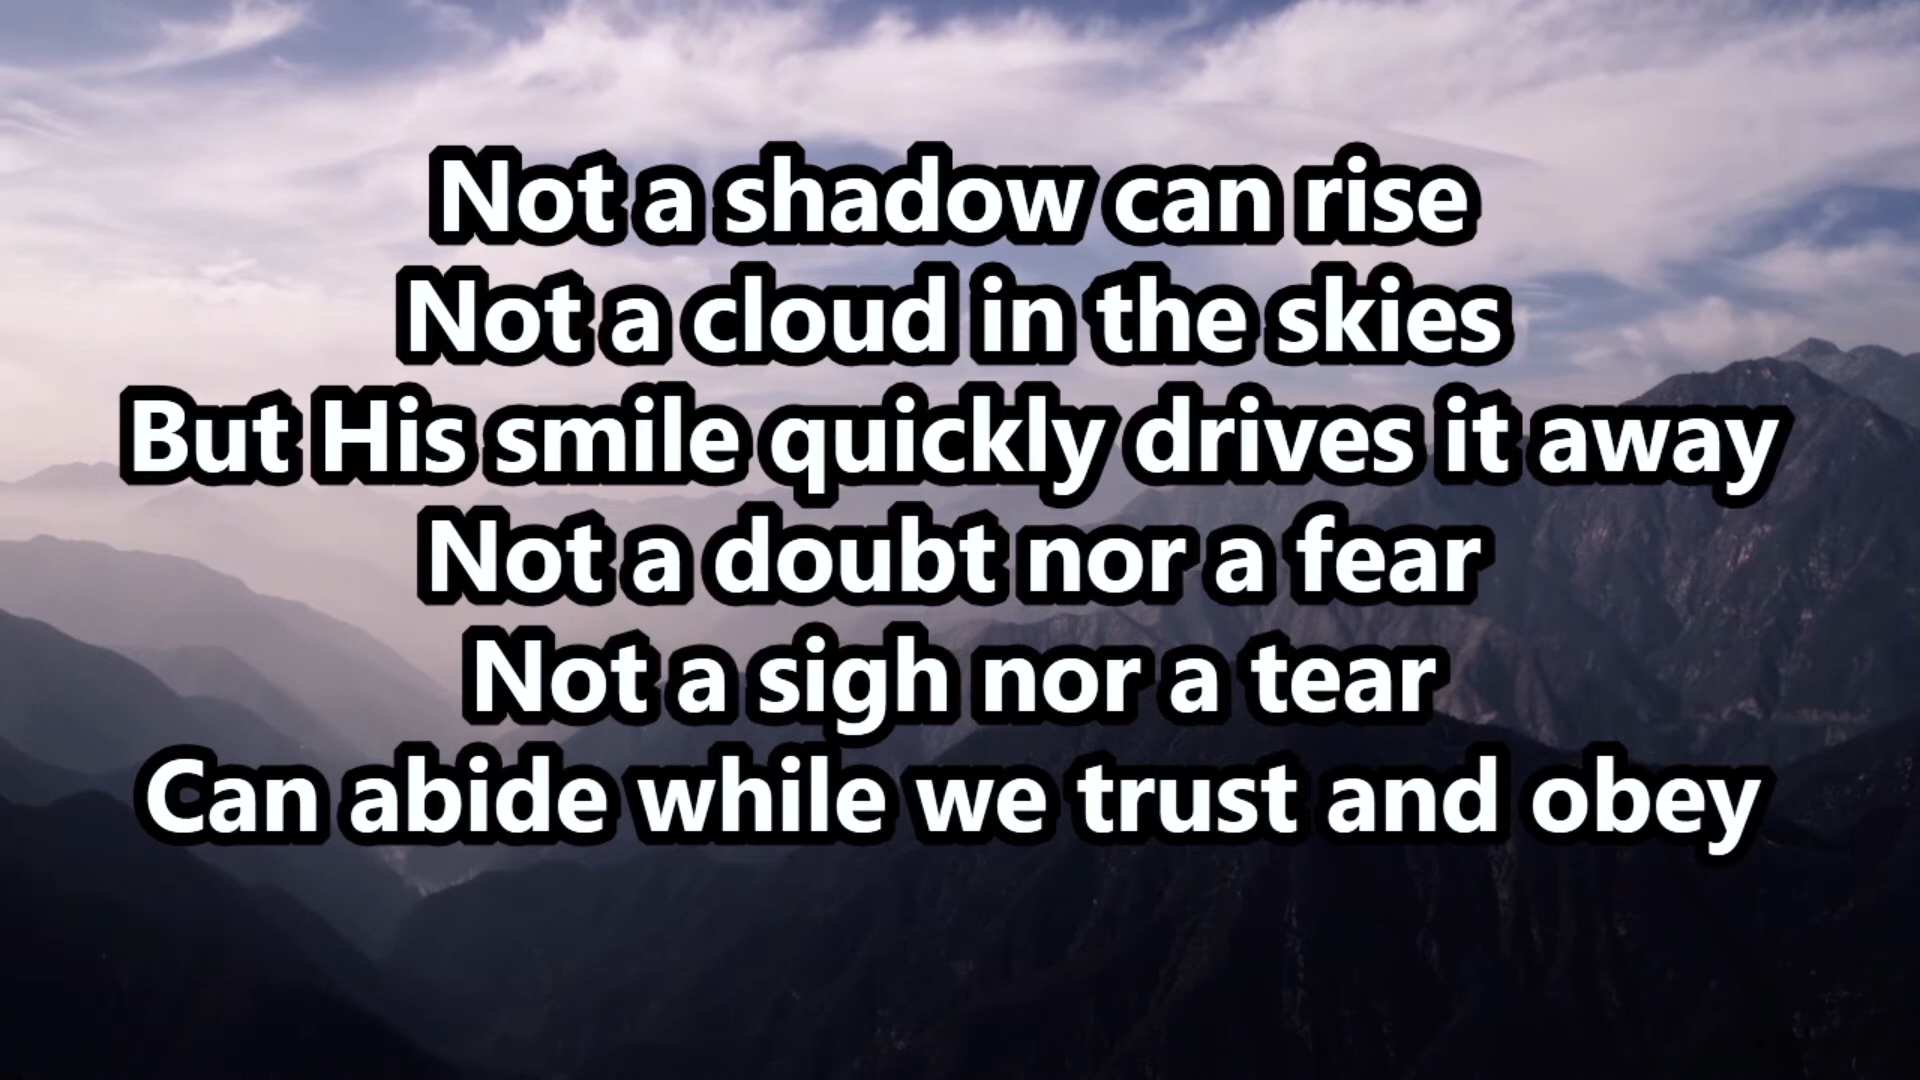 Not a shadow can rise
Not a cloud in the skies
But His smile quickly drives it away
Not a doubt nor a fear
Not a sigh nor a tear
Can abide while we trust and obey